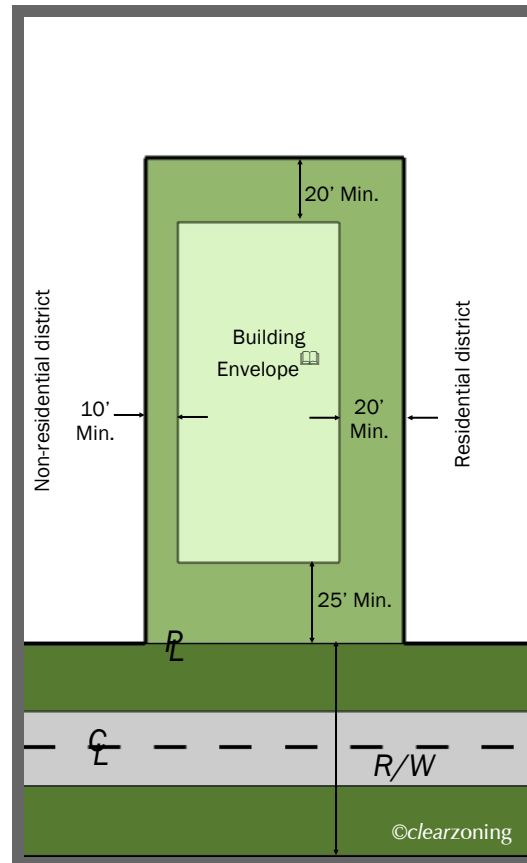 20' Min.
Non-residential district
Building
Envelope
Residential district
10'
Min.
20'
Min.
25' Min.
PL
CL
R/W
©clearzoning